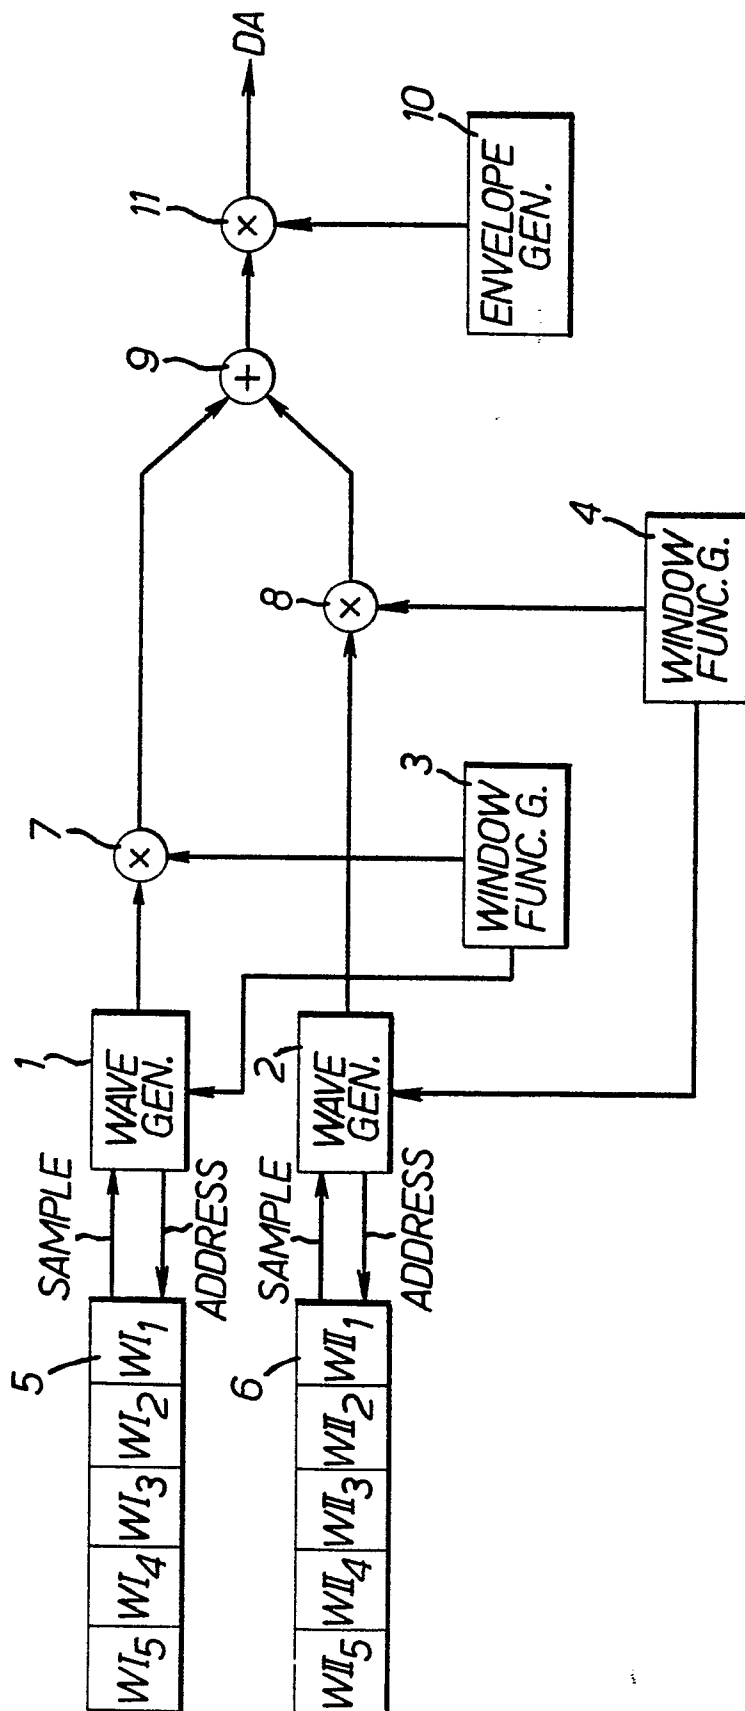 5
WI5 WI4 WI3 WI2 WI1
SAMPLE
ADDRESS
1
WAVE
GEN.
7
×
9
+
11
×
DA
6
WII5 WII4 WII3 WII2 WII1
SAMPLE
ADDRESS
2
WAVE
GEN.
8
×
3
WINDOW
FUNC. G.
10
ENVELOPE
GEN.
4
WINDOW
FUNC. G.